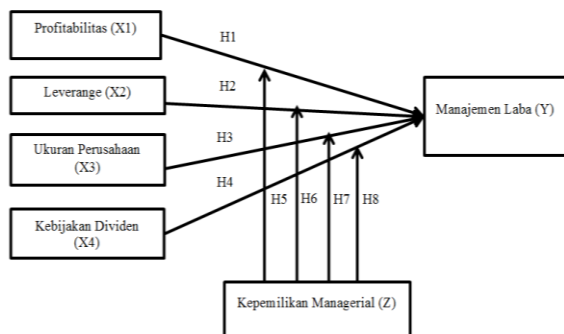 Profitabilitas (X1)
H1
Leverange (X2)
H2
Manajemen Laba (Y)
Ukuran Perusahaan
(X3)
H3
H4
Kebijakan Dividen
(X4)
H5
H6
H7
H8
Kepemilikan Managerial (Z)